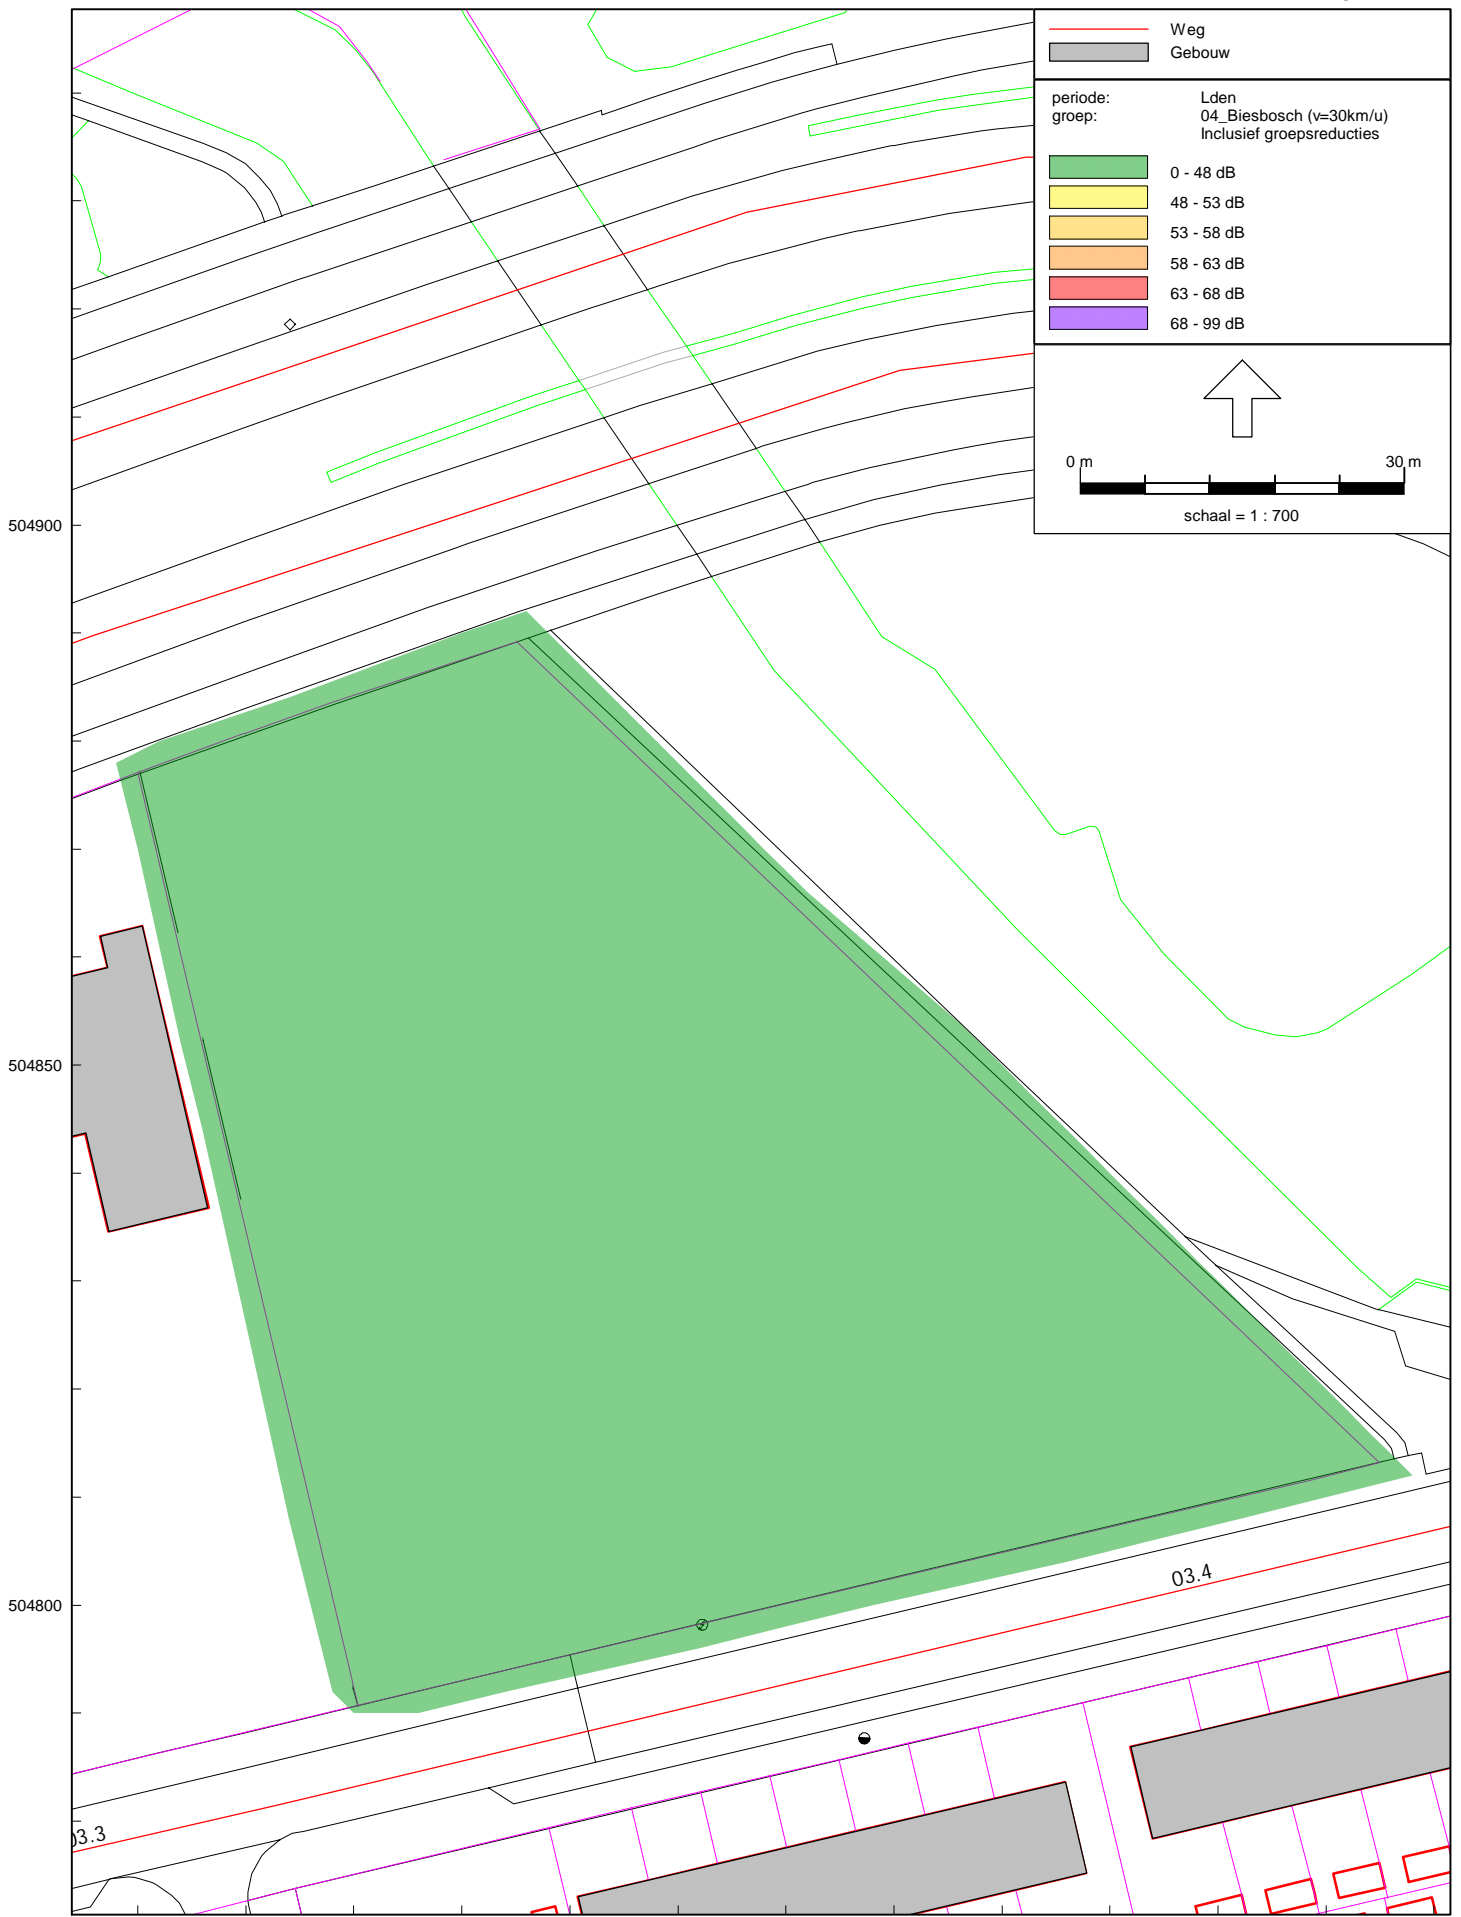 Weg
Gebouw
periode: Lden
groep: 04_Biesbosch (v=30km/u)
Inclusief groepsreducties
0 - 48 dB
48 - 53 dB
53 - 58 dB
58 - 63 dB
63 - 68 dB
68 - 99 dB
0 m 30 m
schaal = 1 : 700
504900
504850
504800
03.4
03.3